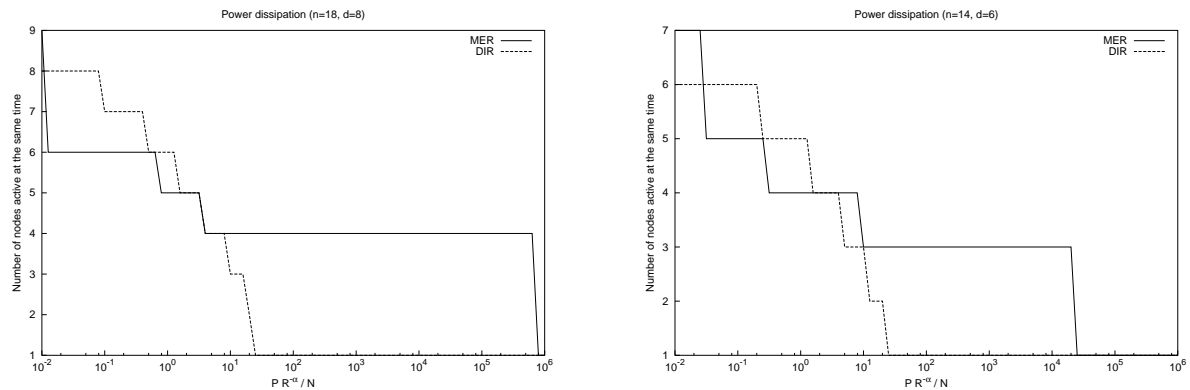 Power dissipation (n=18, d=8)
MER
DIR
Number of nodes active at the same time
9
8
7
6
5
4
3
2
1
10^-2 10^-1 10^0 10^1 10^2 10^3 10^4 10^5 10^6
P R^-α / N
Power dissipation (n=14, d=6)
MER
DIR
Number of nodes active at the same time
7
6
5
4
3
2
1
10^-2 10^-1 10^0 10^1 10^2 10^3 10^4 10^5 10^6
P R^-α / N